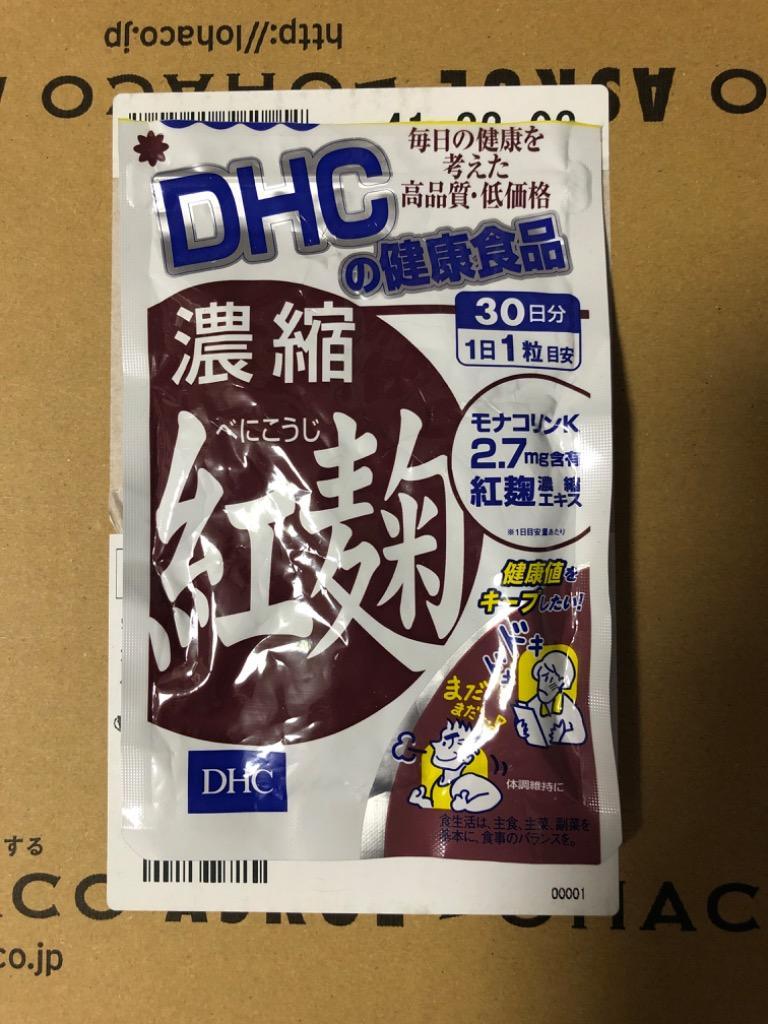 http://lohaco.jp
DHC
の健康食品
毎日の健康を
考えた
高品質・低価格
30日分
1日1粒目安
濃縮
べにこうじ
紅麹
モナコリンK
2.7mg含有
紅麹濃縮エキス
※1日目安量あたり
健康値を
キープしたい!
ドキ
ドキ
まだ
まだ
体調維持に
DHC
食生活は、主食、主菜、副菜を
基本に、食事のバランスを。
00001
する
co.jp